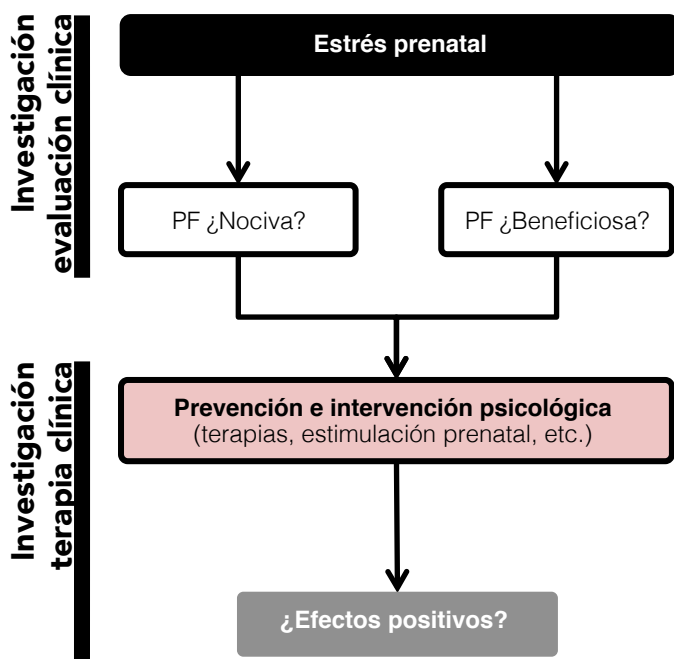 Investigación
evaluación clínica
Estrés prenatal
PF ¿Nociva?
PF ¿Beneficiosa?
Investigación
terapia clínica
Prevención e intervención psicológica
(terapias, estimulación prenatal, etc.)
¿Efectos positivos?